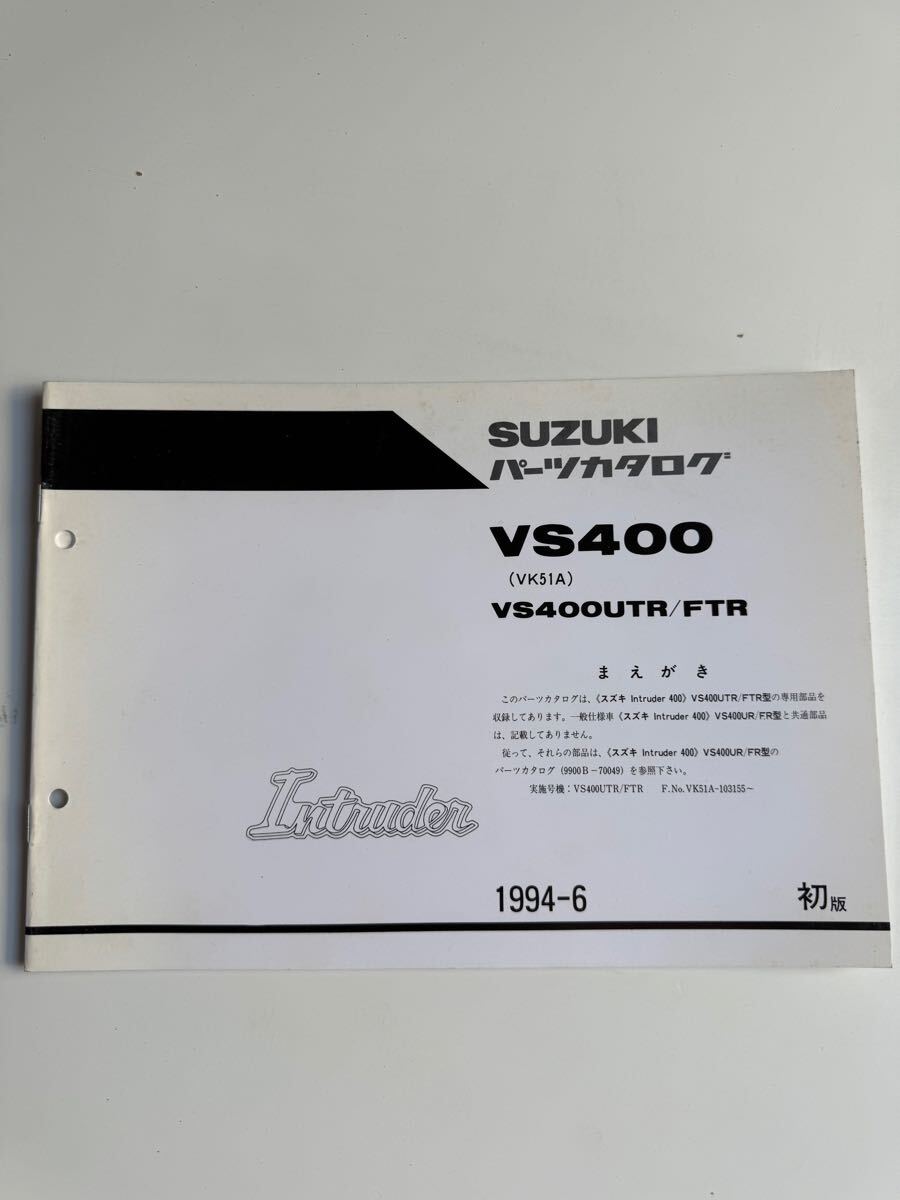 SUZUKI
パーツカタログ
VS400
(VK51A)
VS400UTR/FTR
まえがき
このパーツカタログは、《スズキ Intruder 400》VS400UTR/FTR型の専用部品を
収録してあります。一般仕様車《スズキ Intruder 400》VS400UR/FR型と共通部品
は、記載してありません。
従って、それらの部品は、《スズキ Intruder 400》VS400UR/FR型の
パーツカタログ (9900B-70049) を参照下さい。
実施号機：VS400UTR/FTR F.No.VK51A-103155〜
Intruder
1994-6 初版